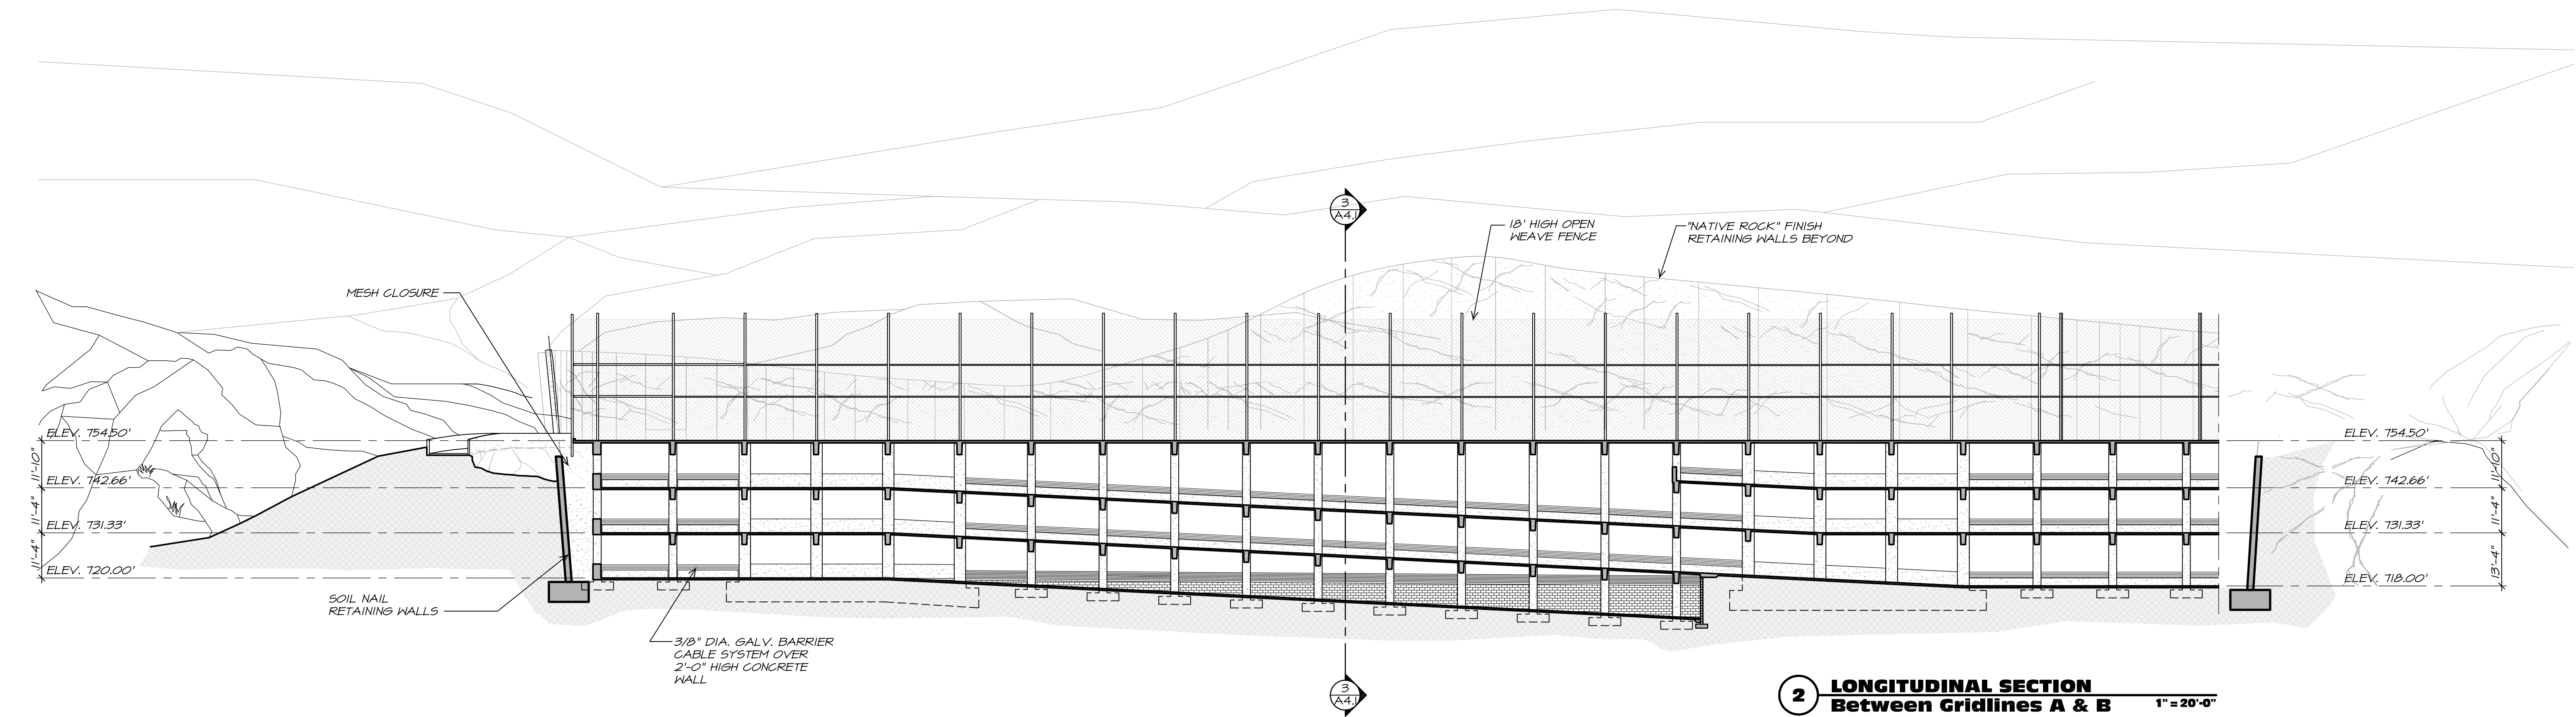 3
A4.1
18' HIGH OPEN
WEAVE FENCE
"NATIVE ROCK" FINISH
RETAINING WALLS BEYOND
MESH CLOSURE
ELEV. 754.50'
11'-10"
ELEV. 742.66'
11'-4"
ELEV. 731.33'
11'-4"
ELEV. 720.00'
ELEV. 754.50'
11'-10"
ELEV. 742.66'
11'-4"
ELEV. 731.33'
13'-4"
ELEV. 718.00'
SOIL NAIL
RETAINING WALLS
3/8" DIA. GALV. BARRIER
CABLE SYSTEM OVER
2'-0" HIGH CONCRETE
WALL
3
A4.1
2
LONGITUDINAL SECTION
Between Gridlines A & B
1" = 20'-0"